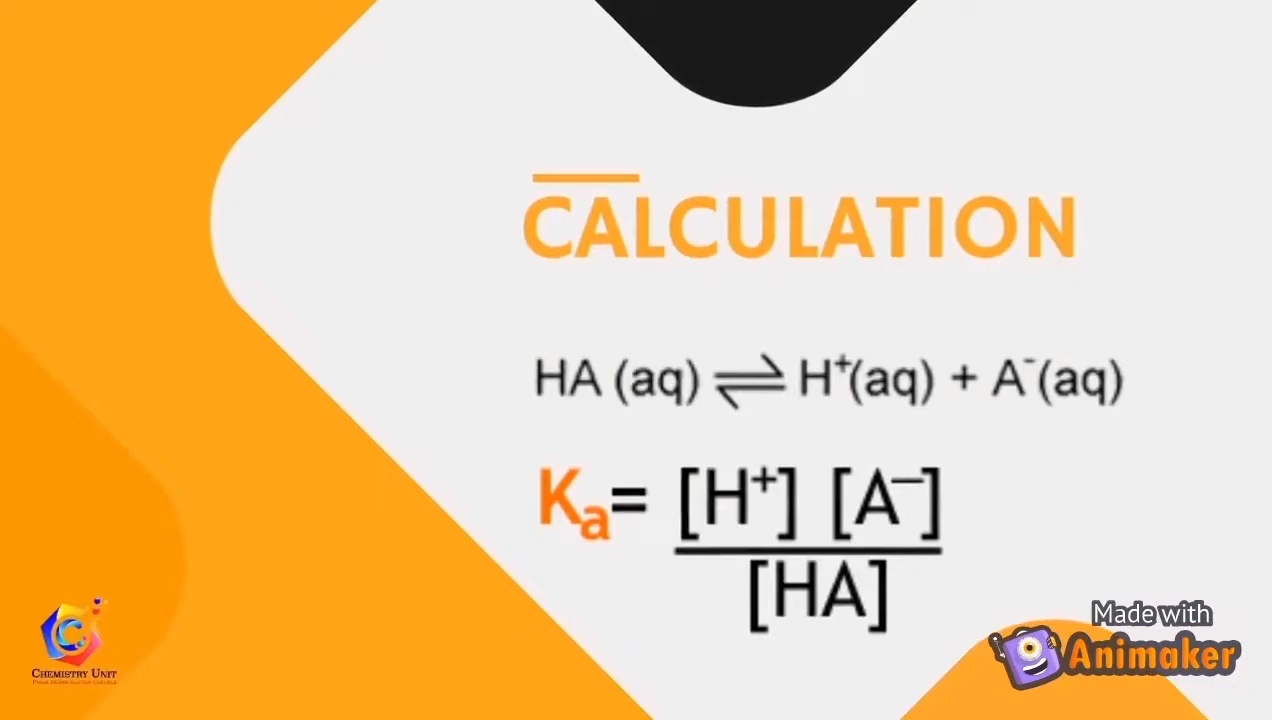 CALCULATION
HA (aq) ⇌ H⁺(aq) + A⁻(aq)
Kₐ= [H⁺] [A⁻]
[HA]
CHEMISTRY UNIT
Made with
Animaker